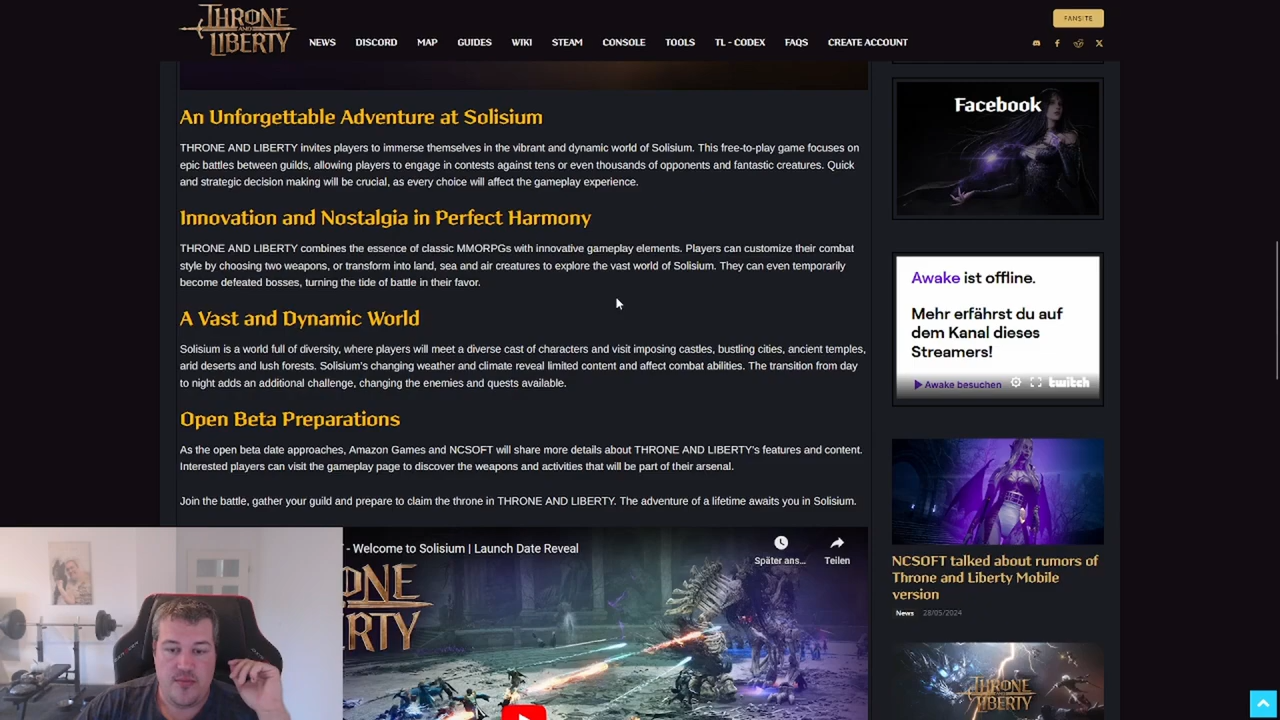 THRONE
AND
LIBERTY
NEWS DISCORD MAP GUIDES WIKI STEAM CONSOLE TOOLS TL - CODEX FAQS CREATE ACCOUNT
FANSITE
An Unforgettable Adventure at Solisium
THRONE AND LIBERTY invites players to immerse themselves in the vibrant and dynamic world of Solisium. This free-to-play game focuses on
epic battles between guilds, allowing players to engage in contests against tens or even thousands of opponents and fantastic creatures. Quick
and strategic decision making will be crucial, as every choice will affect the gameplay experience.
Innovation and Nostalgia in Perfect Harmony
THRONE AND LIBERTY combines the essence of classic MMORPGs with innovative gameplay elements. Players can customize their combat
style by choosing two weapons, or transform into land, sea and air creatures to explore the vast world of Solisium. They can even temporarily
become defeated bosses, turning the tide of battle in their favor.
A Vast and Dynamic World
Solisium is a world full of diversity, where players will meet a diverse cast of characters and visit imposing castles, bustling cities, ancient temples,
arid deserts and lush forests. Solisium's changing weather and climate reveal limited content and affect combat abilities. The transition from day
to night adds an additional challenge, changing the enemies and quests available.
Open Beta Preparations
As the open beta date approaches, Amazon Games and NCSOFT will share more details about THRONE AND LIBERTY's features and content.
Interested players can visit the gameplay page to discover the weapons and activities that will be part of their arsenal.
Join the battle, gather your guild and prepare to claim the throne in THRONE AND LIBERTY. The adventure of a lifetime awaits you in Solisium.
- Welcome to Solisium | Launch Date Reveal
Später ans...
Teilen
ONE
ERTY
Facebook
Awake ist offline.
Mehr erfährst du auf
dem Kanal dieses
Streamers!
Awake besuchen
twitch
NCSOFT talked about rumors of
Throne and Liberty Mobile
version
News 28/05/2024
THRONE
LIBERTY